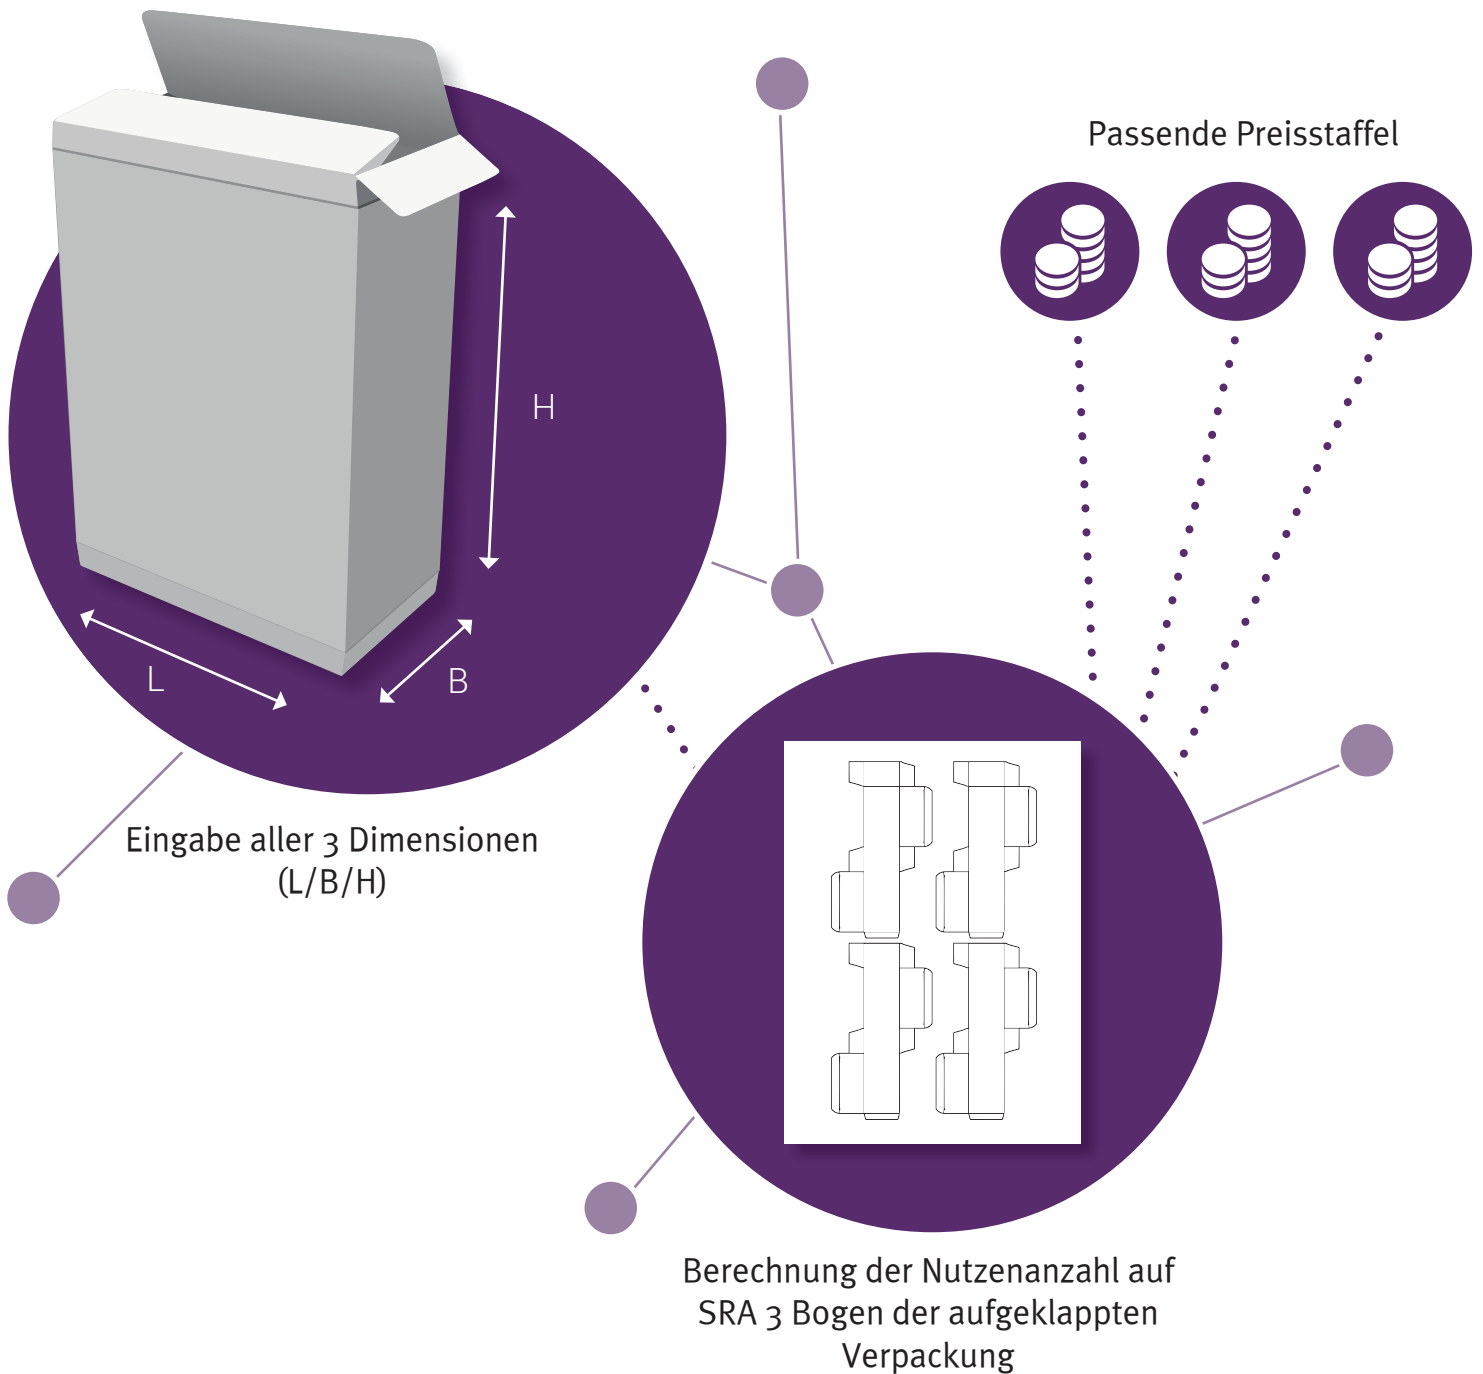 Passende Preisstaffel
H
L
B
Eingabe aller 3 Dimensionen
(L/B/H)
Berechnung der Nutzenanzahl auf
SRA 3 Bogen der aufgeklappten
Verpackung